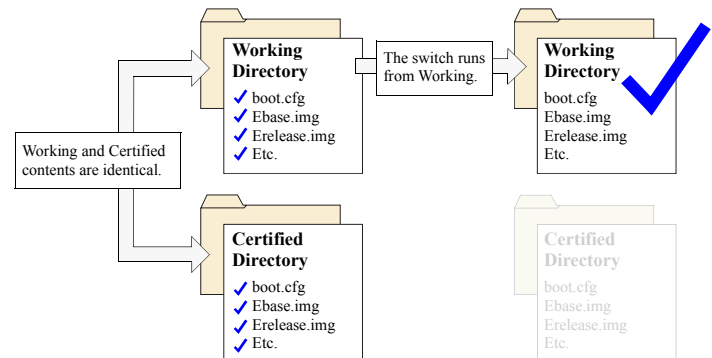 Working
Directory
boot.cfg
Ebase.img
Erelease.img
Etc.
The switch runs
from Working.
Working
Directory
boot.cfg
Ebase.img
Erelease.img
Etc.
Working and Certified
contents are identical.
Certified
Directory
boot.cfg
Ebase.img
Erelease.img
Etc.
Certified
Directory
boot.cfg
Ebase.img
Erelease.img
Etc.